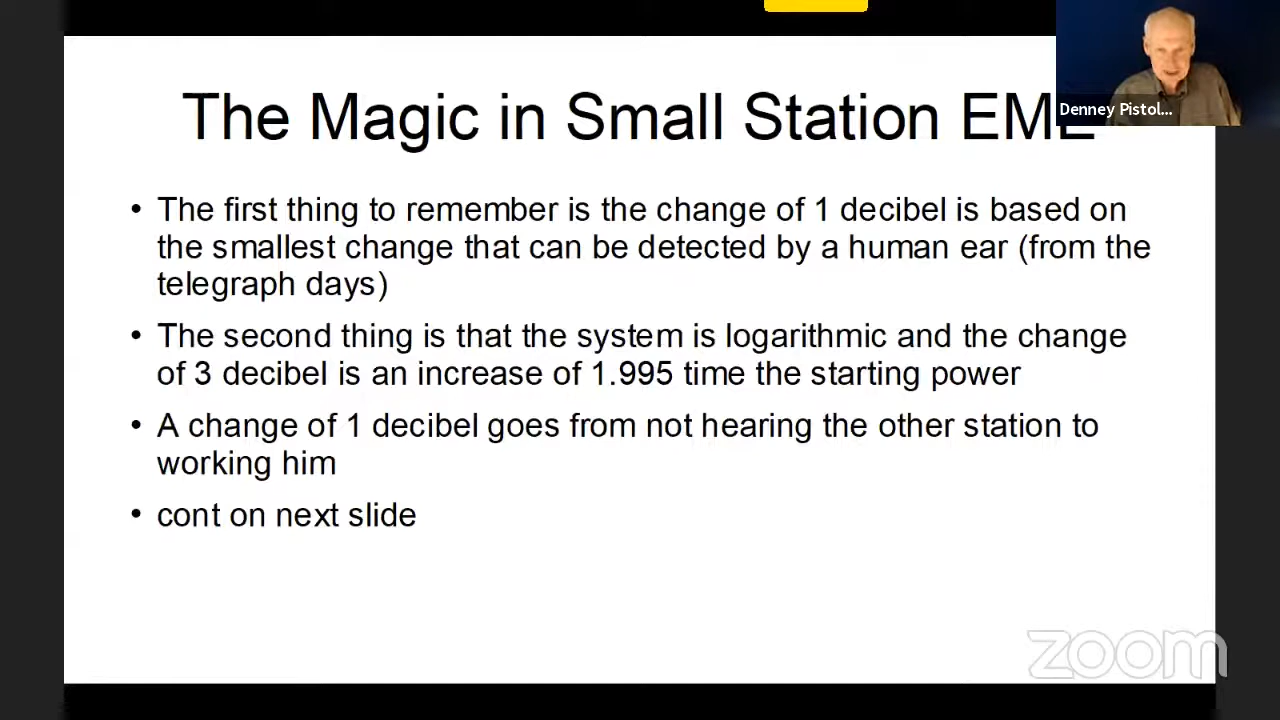 The Magic in Small Station EME
Denney Pistol...
• The first thing to remember is the change of 1 decibel is based on
the smallest change that can be detected by a human ear (from the
telegraph days)
• The second thing is that the system is logarithmic and the change
of 3 decibel is an increase of 1.995 time the starting power
• A change of 1 decibel goes from not hearing the other station to
working him
• cont on next slide
zoom